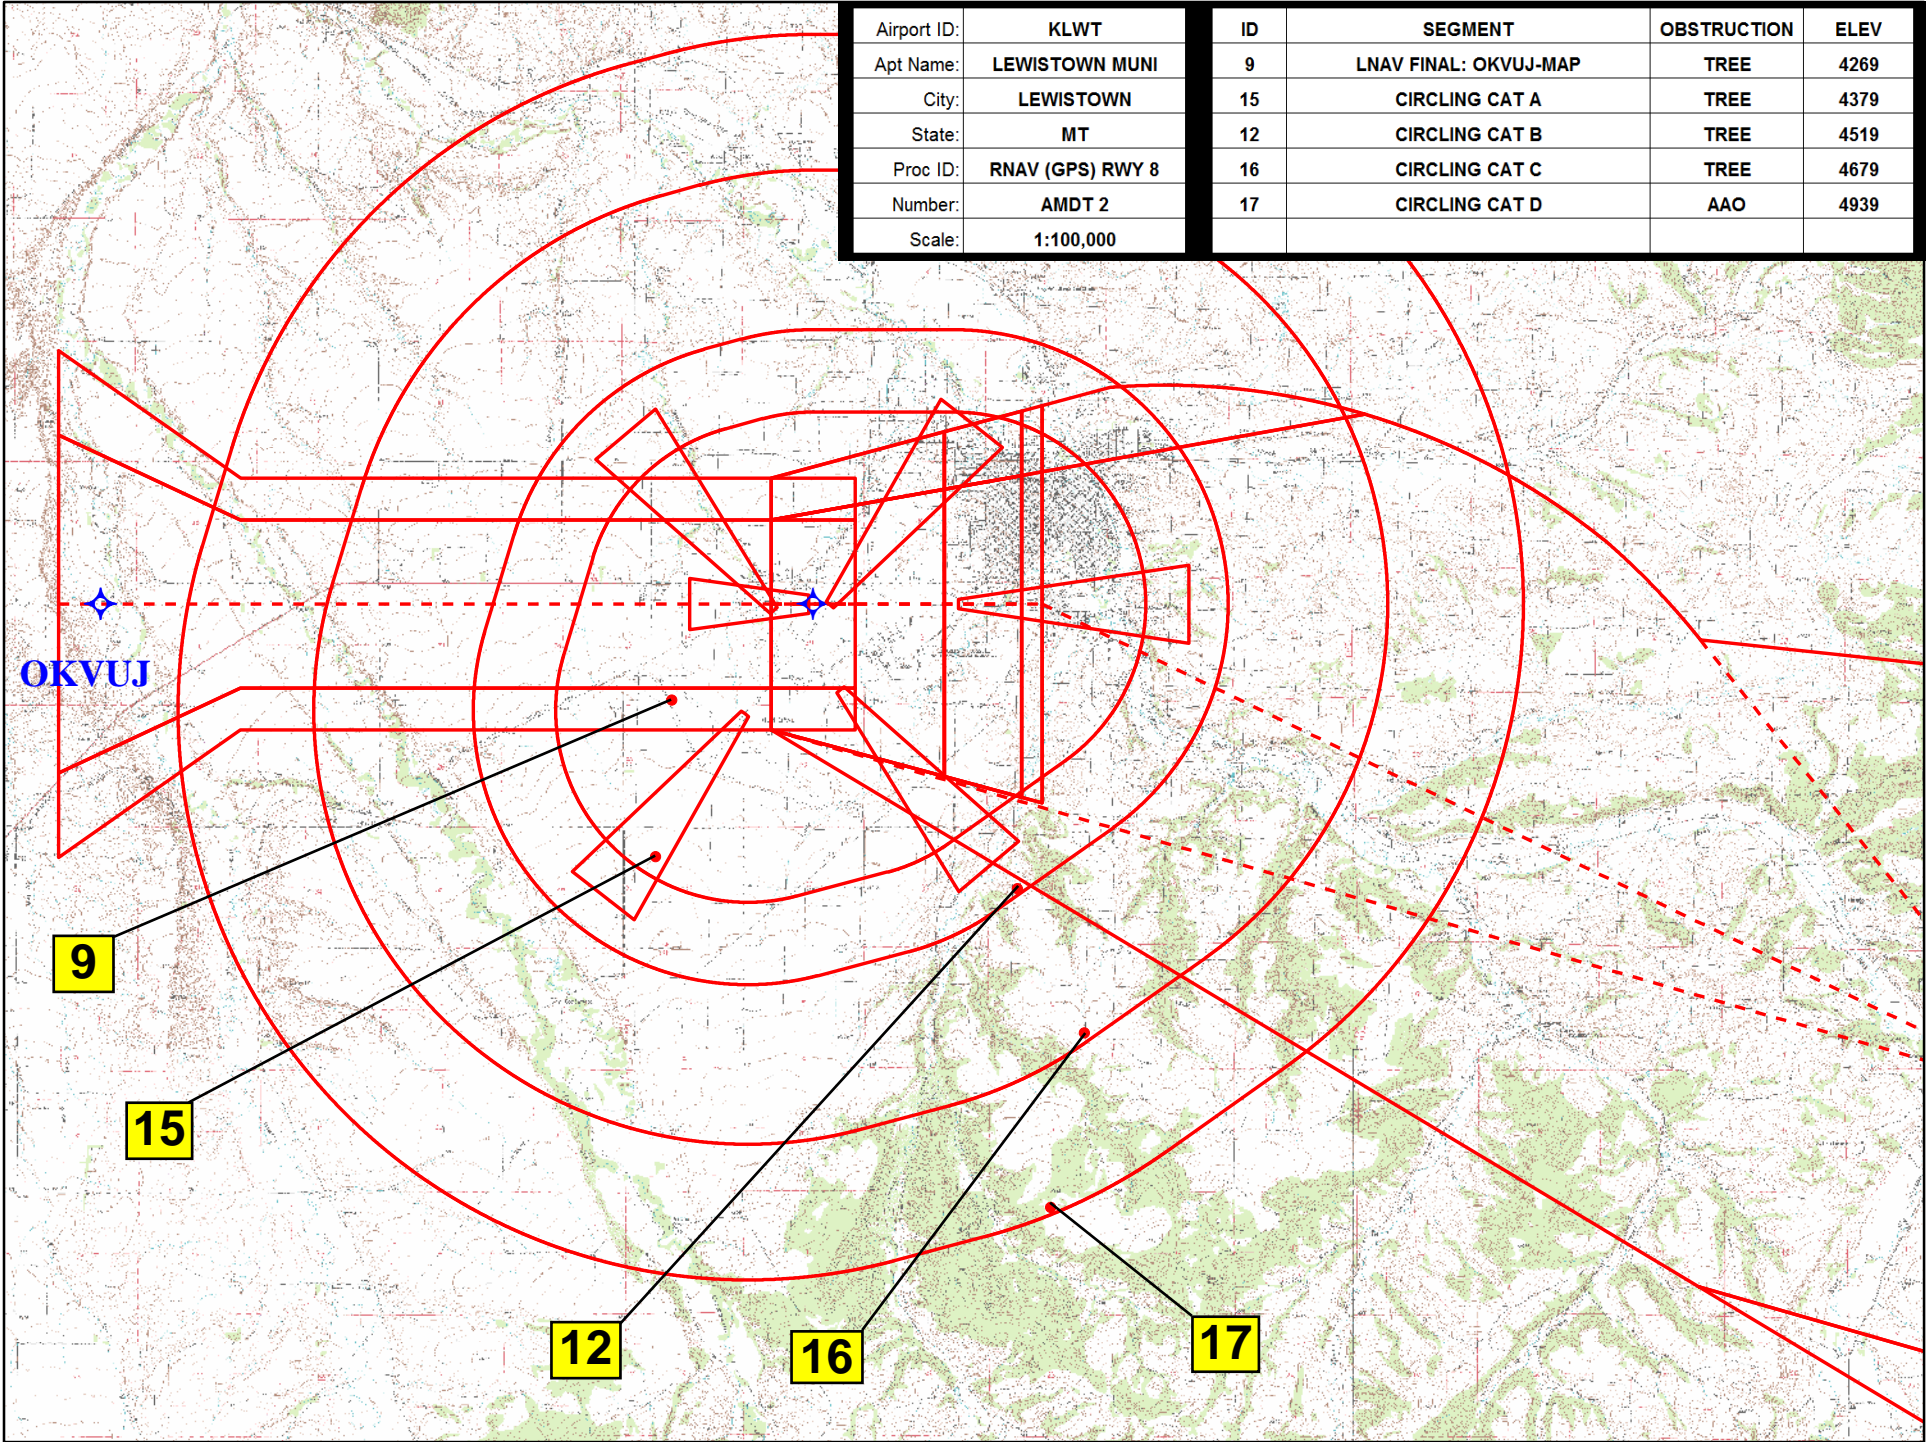 Airport ID: KLWT
Apt Name: LEWISTOWN MUNI
City: LEWISTOWN
State: MT
Proc ID: RNAV (GPS) RWY 8
Number: AMDT 2
Scale: 1:100,000
ID SEGMENT OBSTRUCTION ELEV
9 LNAV FINAL: OKVUJ-MAP TREE 4269
15 CIRCLING CAT A TREE 4379
12 CIRCLING CAT B TREE 4519
16 CIRCLING CAT C TREE 4679
17 CIRCLING CAT D AAO 4939
OKVUJ
9
15
12
16
17